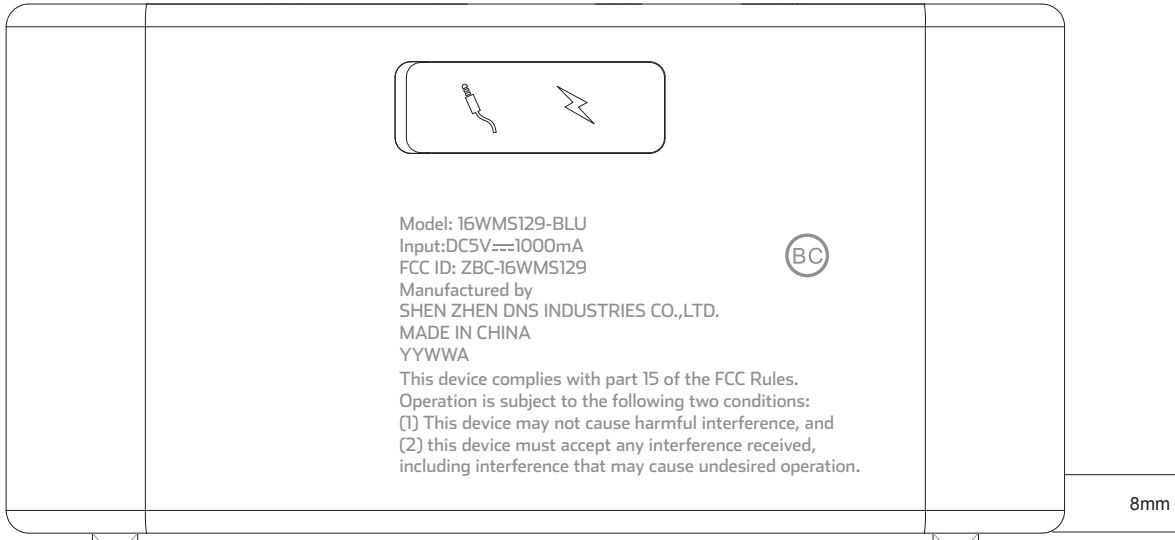 Model: 16WMS129-BLU
Input:DC5V⎓1000mA
FCC ID: ZBC-16WMS129
BC
Manufactured by
SHEN ZHEN DNS INDUSTRIES CO.,LTD.
MADE IN CHINA
YYWWA
This device complies with part 15 of the FCC Rules.
Operation is subject to the following two conditions:
(1) This device may not cause harmful interference, and
(2) this device must accept any interference received,
including interference that may cause undesired operation.
8mm